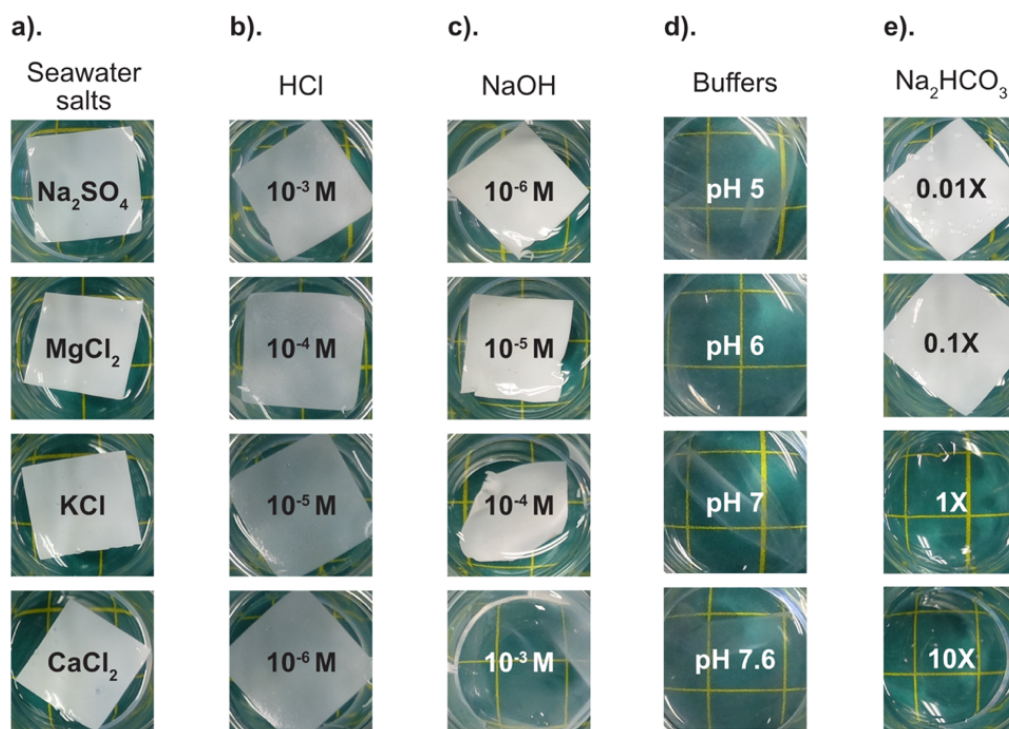 a).
b).
c).
d).
e).
Seawater
salts
HCl
NaOH
Buffers
Na₂HCO₃
Na₂SO₄
10⁻³ M
10⁻⁶ M
pH 5
0.01X
MgCl₂
10⁻⁴ M
10⁻⁵ M
pH 6
0.1X
KCl
10⁻⁵ M
10⁻⁴ M
pH 7
1X
CaCl₂
10⁻⁶ M
10⁻³ M
pH 7.6
10X